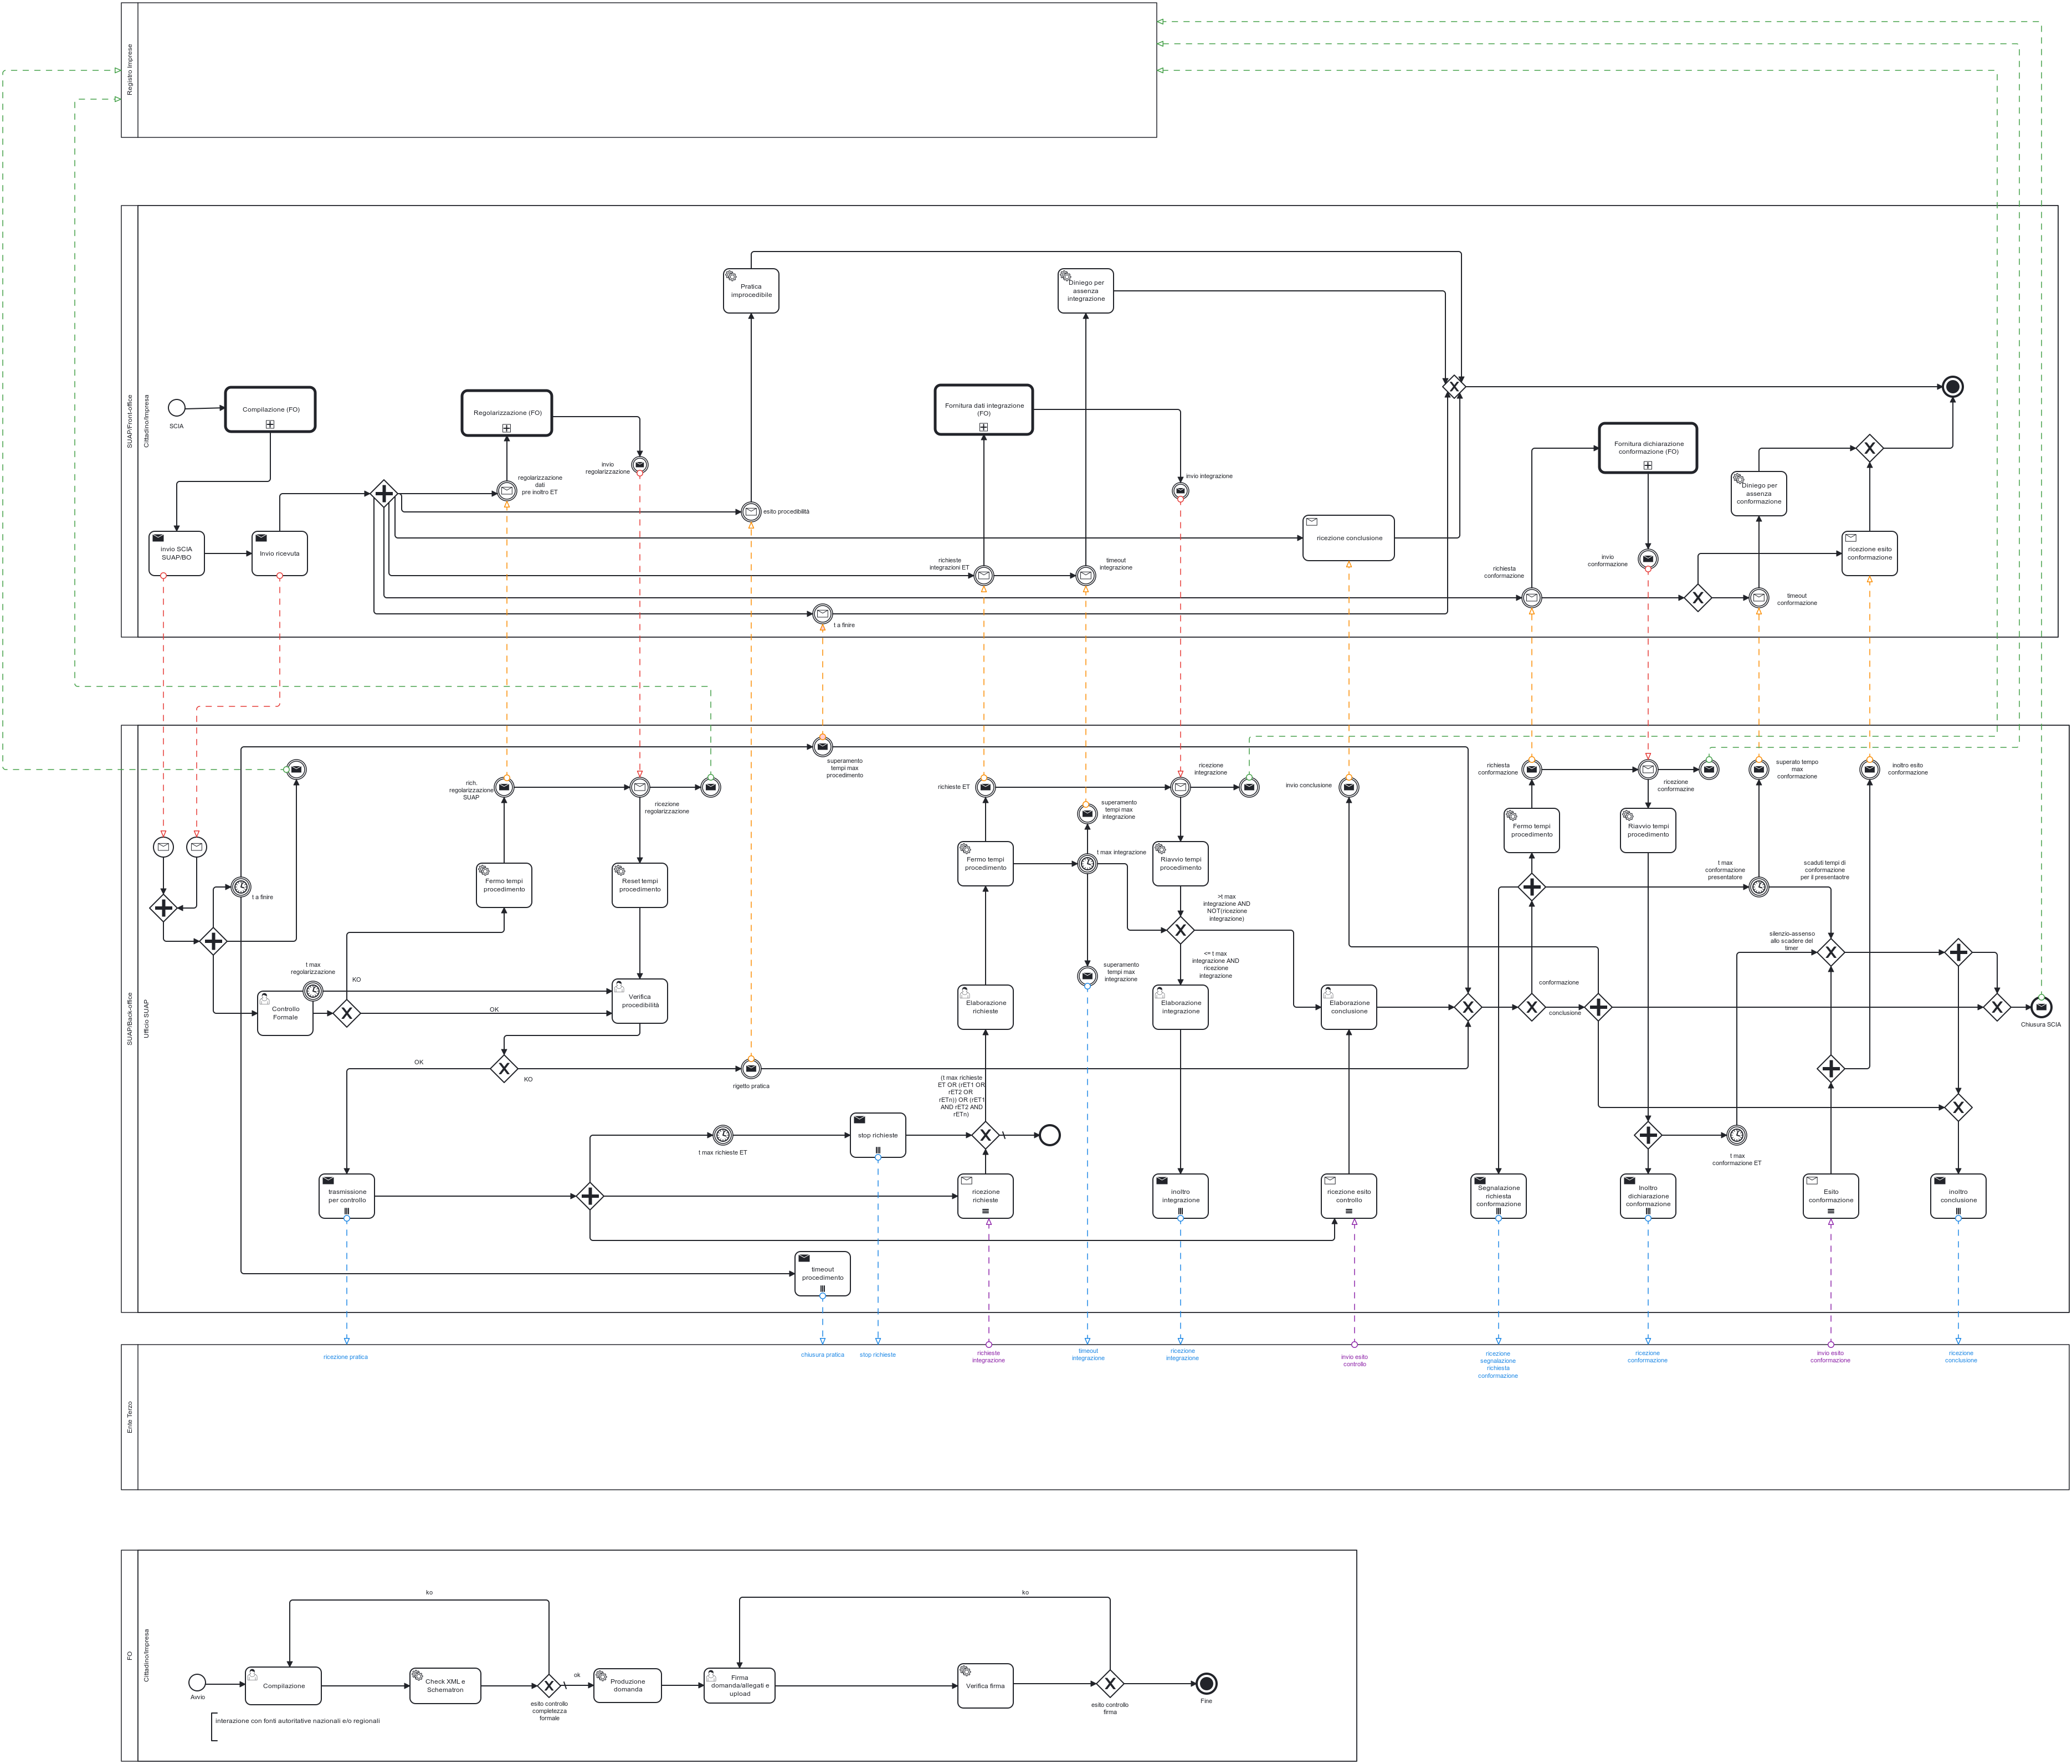 Registro Imprese
SUAP/Front-office
Cittadino/Impresa
Pratica
improcedibile
Diniego per
assenza
integrazione
SCIA
Compilazione (FO)
Regolarizzazione (FO)
Fornitura dati integrazione
(FO)
Fornitura dichiarazione
conformazione (FO)
invio
regolarizzazione
regolarizzazione
dati
pre inoltro ET
esito procedibilità
invio integrazione
Diniego per
assenza
conformazione
invio SCIA
SUAP/BO
Invio ricevuta
ricezione conclusione
ricezione esito
conformazione
richieste
integrazioni ET
timeout
integrazione
richiesta
conformazione
invio
conformazione
timeout
conformazione
t a finire
SUAP/Back-office
Ufficio SUAP
superamento
tempi max
procedimento
rich.
regolarizzazione
SUAP
ricezione
regolarizzazione
richieste ET
ricezione
integrazione
invio conclusione
richiesta
conformazione
ricezione
conformazine
superato tempo
max
conformazione
inoltro esito
conformazione
superamento
tempi max
integrazione
Fermo tempi
procedimento
Riavvio tempi
procedimento
t a finire
Fermo tempi
procedimento
Reset tempi
procedimento
Fermo tempi
procedimento
t max integrazione
Riavvio tempi
procedimento
t max
conformazione
presentatore
scaduti tempi di
conformazione
per il presentaotre
>t max
integrazione AND
NOT(ricezione
integrazione)
silenzio-assenso
allo scadere del
timer
t max
regolarizzazione
KO
superamento
tempi max
integrazione
<= t max
integrazione AND
ricezione
integrazione
conformazione
conclusione
Controllo
Formale
OK
Verifica
procedibilità
Elaborazione
richieste
Elaborazione
integrazione
Elaborazione
conclusione
Chiusura SCIA
OK
KO
rigetto pratica
(t max richieste
ET OR (rET1 OR
rET2 OR
rETn)) OR (rET1
AND rET2 AND
rETn)
t max richieste ET
stop richieste
t max
conformazione ET
trasmissione
per controllo
ricezione
richieste
inoltro
integrazione
ricezione esito
controllo
Segnalazione
richiesta
conformazione
Inoltro
dichiarazione
conformazione
Esito
conformazione
inoltro
conclusione
timeout
procedimento
Ente Terzo
ricezione pratica
chiusura pratica
stop richieste
richieste
integrazione
timeout
integrazione
ricezione
integrazione
invio esito
controllo
ricezione
segnalazione
richiesta
conformazione
ricezione
conformazione
invio esito
conformazione
ricezione
conclusione
FO
Cittadino/Impresa
ko
ko
Avvio
Compilazione
Check XML e
Schematron
esito controllo
completezza
formale
ok
Produzione
domanda
Firma
domanda/allegati e
upload
Verifica firma
esito controllo
firma
Fine
interazione con fonti autoritative nazionali e/o regionali